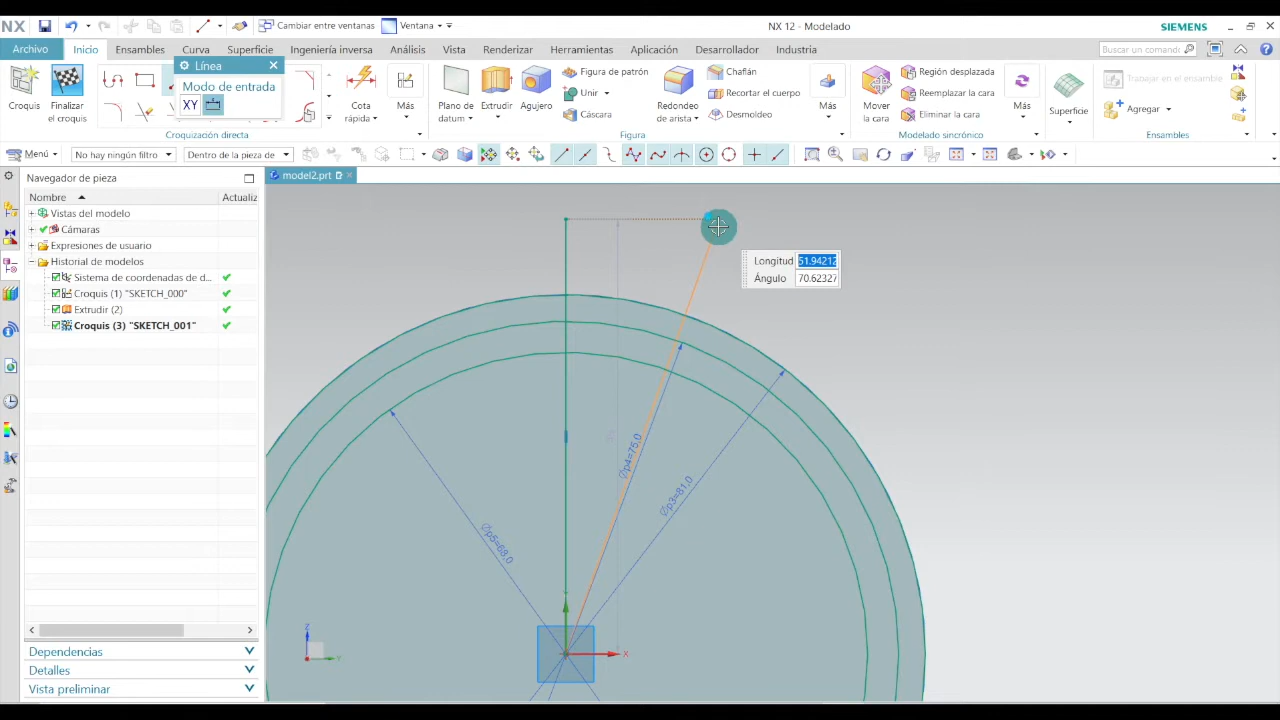 NX
Cambiar entre ventanas
Ventana
NX 12 - Modelado
SIEMENS
Archivo
Inicio
Ensambles
Curva
Superficie
Ingeniería inversa
Análisis
Vista
Renderizar
Herramientas
Aplicación
Desarrollador
Industria
Buscar un comando
Croquis
Finalizar
el croquis
Línea
Modo de entrada
XY
Cota
rápida
Más
Croquización directa
Plano de
datum
Extrudir
Agujero
Figura de patrón
Unir
Cáscara
Redondeo
de arista
Chaflán
Recortar el cuerpo
Desmoldeo
Más
Figura
Mover
la cara
Región desplazada
Reemplazar la cara
Eliminar la cara
Más
Modelado sincrónico
Superficie
Trabajar en el ensamble
Agregar
Ensambles
Menú
No hay ningún filtro
Dentro de la pieza de
Navegador de pieza
model2.prt
Nombre
Actualiz
Vistas del modelo
Cámaras
Expresiones de usuario
Historial de modelos
Sistema de coordenadas de d...
Croquis (1) "SKETCH_000"
Extrudir (2)
Croquis (3) "SKETCH_001"
Longitud
51.94212
Ángulo
70.62327
∅p4=75,0
∅p3=81,0
∅p5=68,0
X
Z
Y
Dependencias
Detalles
Vista preliminar